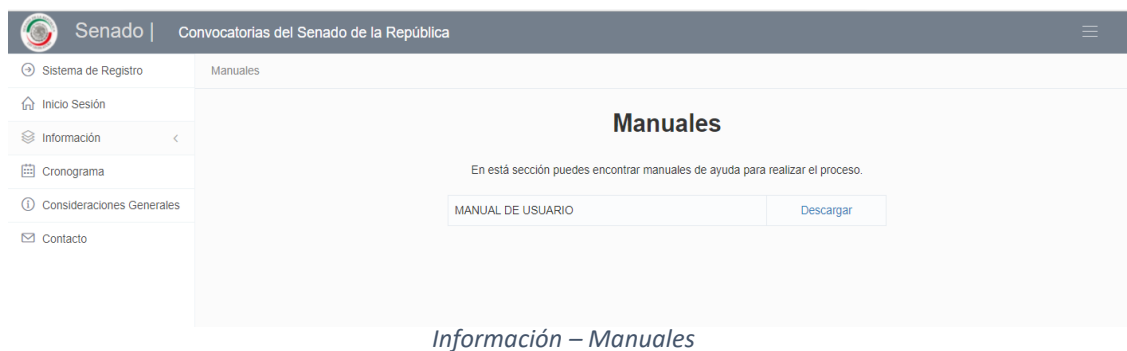 Senado | Convocatorias del Senado de la República
Sistema de Registro
Inicio Sesión
Información
Cronograma
Consideraciones Generales
Contacto
Manuales
Manuales
En está sección puedes encontrar manuales de ayuda para realizar el proceso.
MANUAL DE USUARIO Descargar
Información – Manuales